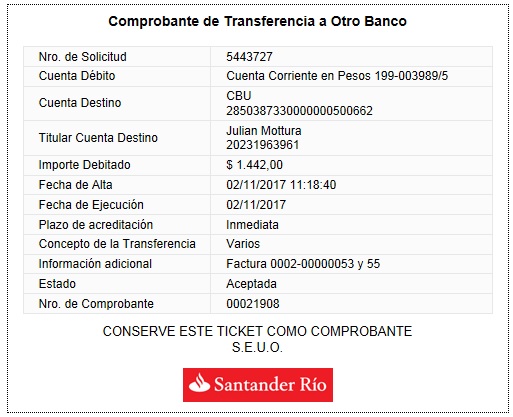 Comprobante de Transferencia a Otro Banco
Nro. de Solicitud 5443727
Cuenta Débito Cuenta Corriente en Pesos 199-003989/5
Cuenta Destino CBU
2850387330000000500662
Titular Cuenta Destino Julian Mottura
20231963961
Importe Debitado $ 1.442,00
Fecha de Alta 02/11/2017 11:18:40
Fecha de Ejecución 02/11/2017
Plazo de acreditación Inmediata
Concepto de la Transferencia Varios
Información adicional Factura 0002-00000053 y 55
Estado Aceptada
Nro. de Comprobante 00021908
CONSERVE ESTE TICKET COMO COMPROBANTE
S.E.U.O.
Santander Río